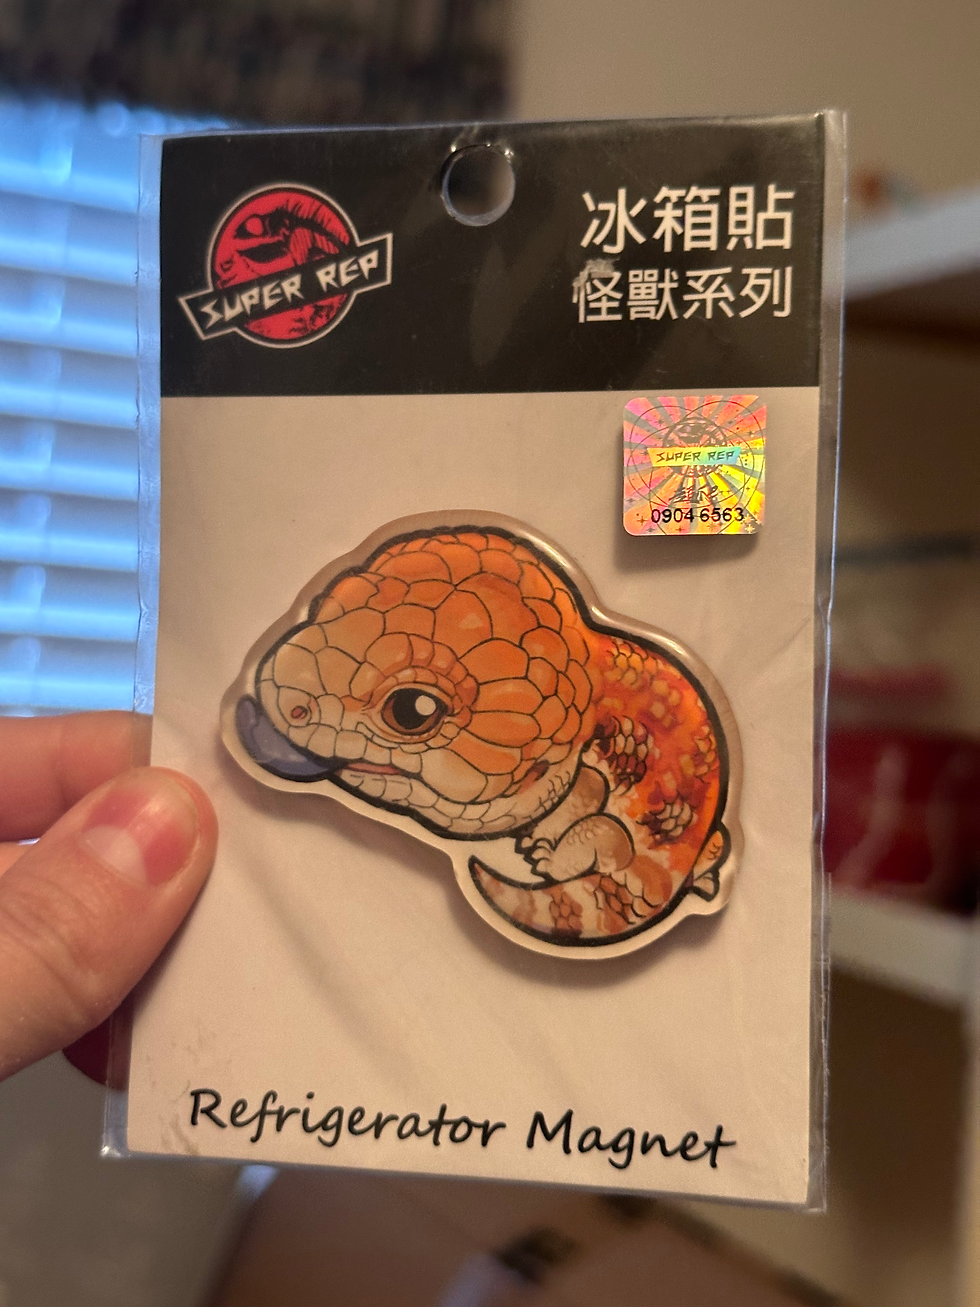 SUPER REP
冰箱貼
怪獸系列
SUPER REP
0904 6563
Refrigerator Magnet